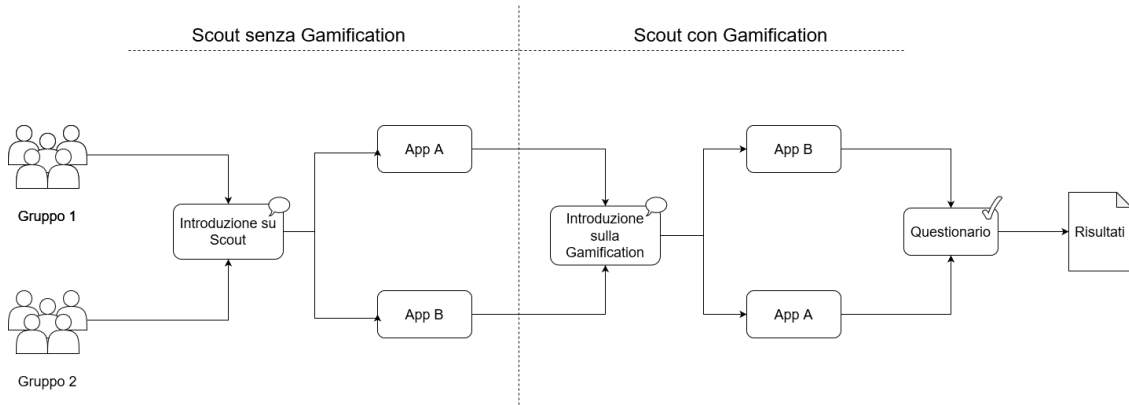 Scout senza Gamification
Scout con Gamification
Gruppo 1
Introduzione su
Scout
App A
App B
Introduzione
sulla
Gamification
App B
App A
Questionario
Risultati
Gruppo 2